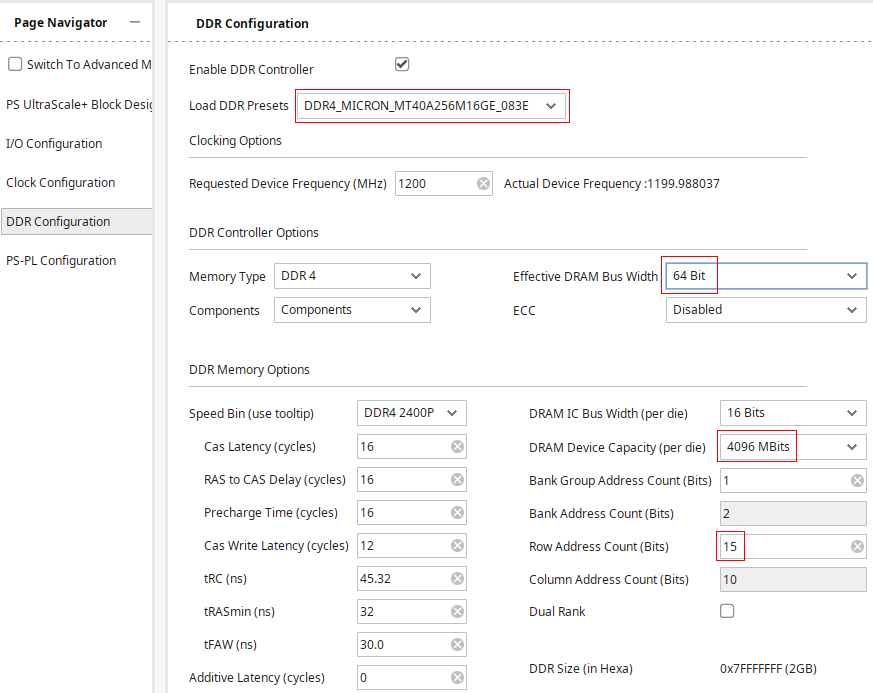 Page Navigator —
DDR Configuration
Switch To Advanced M
Enable DDR Controller
PS UltraScale+ Block Desig
Load DDR Presets DDR4_MICRON_MT40A256M16GE_083E
I/O Configuration
Clocking Options
Clock Configuration
Requested Device Frequency (MHz) 1200 Actual Device Frequency :1199.988037
DDR Configuration
DDR Controller Options
PS-PL Configuration
Memory Type DDR 4 Effective DRAM Bus Width 64 Bit
Components Components ECC Disabled
DDR Memory Options
Speed Bin (use tooltip) DDR4 2400P DRAM IC Bus Width (per die) 16 Bits
Cas Latency (cycles) 16 DRAM Device Capacity (per die) 4096 MBits
RAS to CAS Delay (cycles) 16 Bank Group Address Count (Bits) 1
Precharge Time (cycles) 16 Bank Address Count (Bits) 2
Cas Write Latency (cycles) 12 Row Address Count (Bits) 15
tRC (ns) 45.32 Column Address Count (Bits) 10
tRASmin (ns) 32 Dual Rank
tFAW (ns) 30.0
Additive Latency (cycles) 0 DDR Size (in Hexa) 0x7FFFFFFF (2GB)